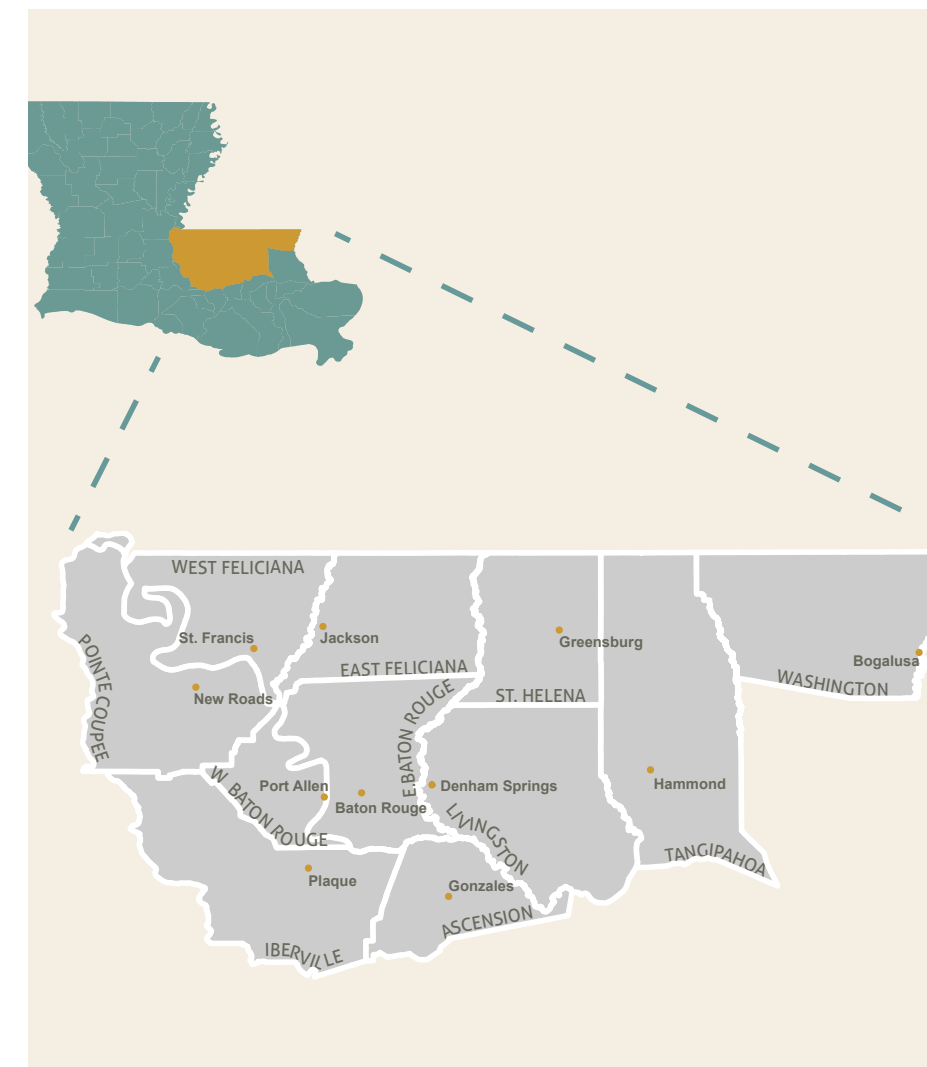 WEST FELICIANA
St. Francis
Jackson
Greensburg
Bogalusa
POINTE COUPEE
EAST FELICIANA
WASHINGTON
New Roads
ST. HELENA
E.BATON ROUGE
W. BATON ROUGE
Port Allen
Denham Springs
Hammond
Baton Rouge
LIVINGSTON
TANGIPAHOA
Plaque
Gonzales
ASCENSION
IBERVILLE